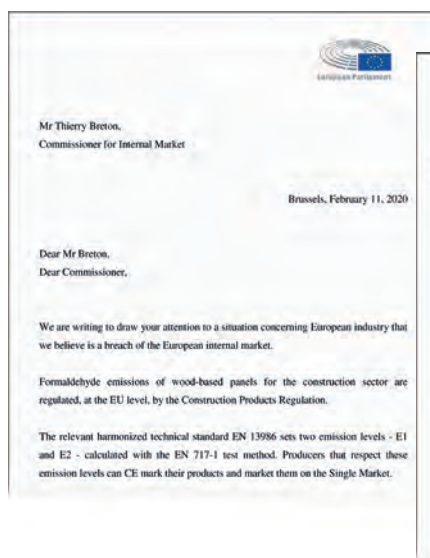 European Parliament
Mr Thierry Breton,
Commissioner for Internal Market
Brussels, February 11, 2020
Dear Mr Breton,
Dear Commissioner,
We are writing to draw your attention to a situation concerning European industry that
we believe is a breach of the European internal market.
Formaldehyde emissions of wood-based panels for the construction sector are
regulated, at the EU level, by the Construction Products Regulation.
The relevant harmonized technical standard EN 13986 sets two emission levels - E1
and E2 - calculated with the EN 717-1 test method. Producers that respect these
emission levels can CE mark their products and market them on the Single Market.